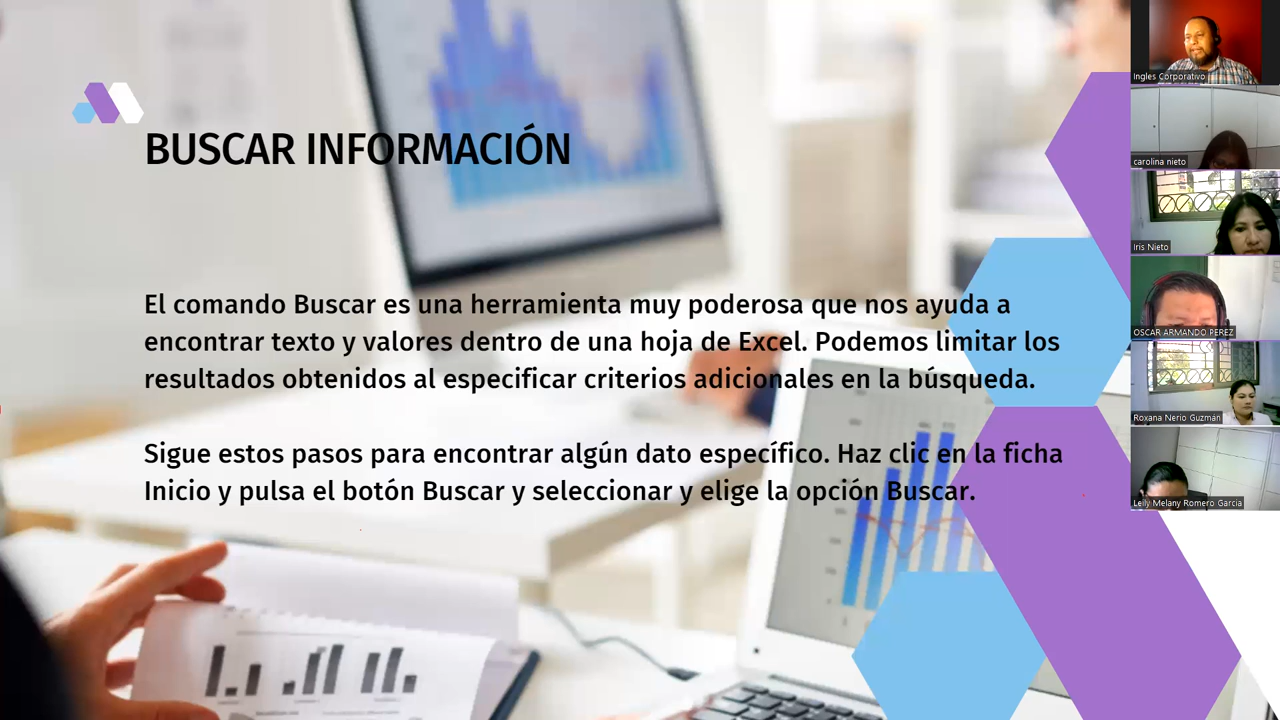 BUSCAR INFORMACIÓN
El comando Buscar es una herramienta muy poderosa que nos ayuda a
encontrar texto y valores dentro de una hoja de Excel. Podemos limitar los
resultados obtenidos al especificar criterios adicionales en la búsqueda.
Sigue estos pasos para encontrar algún dato específico. Haz clic en la ficha
Inicio y pulsa el botón Buscar y seleccionar y elige la opción Buscar.
Ingles Corporativo
carolina nieto
Iris Nieto
OSCAR ARMANDO PEREZ
Roxana Nerio Guzmán
Leily Melany Romero García